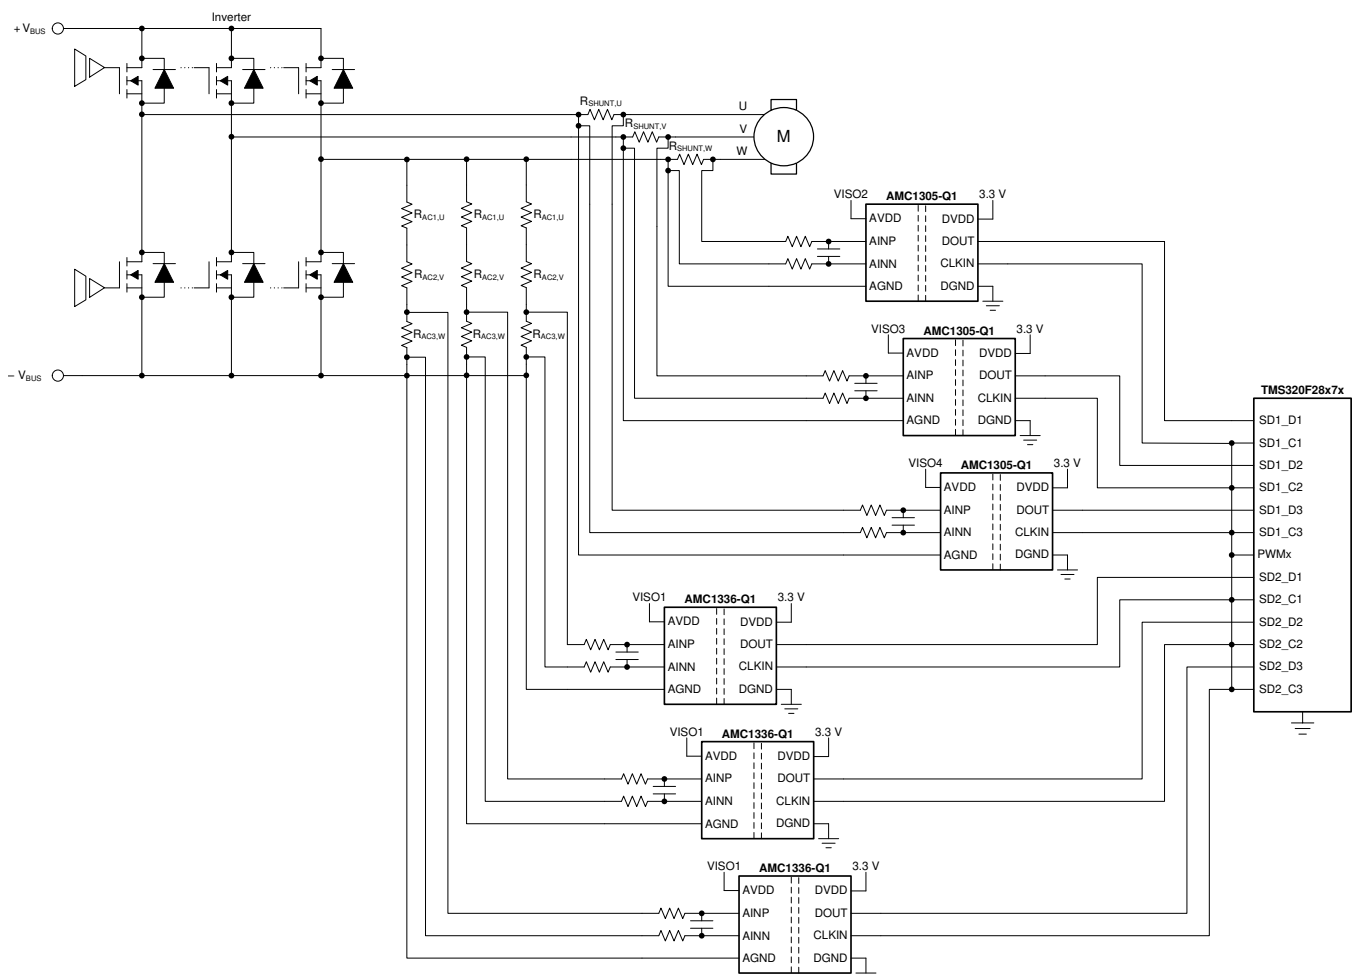 Inverter
+ VBUS
RSHUNT,U
U
RSHUNT,V
V
M
RSHUNT,W
W
RAC1,U
RAC1,U
RAC1,U
RAC2,V
RAC2,V
RAC2,V
RAC3,W
RAC3,W
RAC3,W
– VBUS
VISO2
AMC1305-Q1
3.3 V
AVDD
DVDD
AINP
DOUT
AINN
CLKIN
AGND
DGND
VISO3
AMC1305-Q1
3.3 V
AVDD
DVDD
AINP
DOUT
AINN
CLKIN
AGND
DGND
VISO4
AMC1305-Q1
3.3 V
AVDD
DVDD
AINP
DOUT
AINN
CLKIN
AGND
DGND
TMS320F28x7x
SD1_D1
SD1_C1
SD1_D2
SD1_C2
SD1_D3
SD1_C3
PWMx
SD2_D1
SD2_C1
SD2_D2
SD2_C2
SD2_D3
SD2_C3
VISO1
AMC1336-Q1
3.3 V
AVDD
DVDD
AINP
DOUT
AINN
CLKIN
AGND
DGND
VISO1
AMC1336-Q1
3.3 V
AVDD
DVDD
AINP
DOUT
AINN
CLKIN
AGND
DGND
VISO1
AMC1336-Q1
3.3 V
AVDD
DVDD
AINP
DOUT
AINN
CLKIN
AGND
DGND